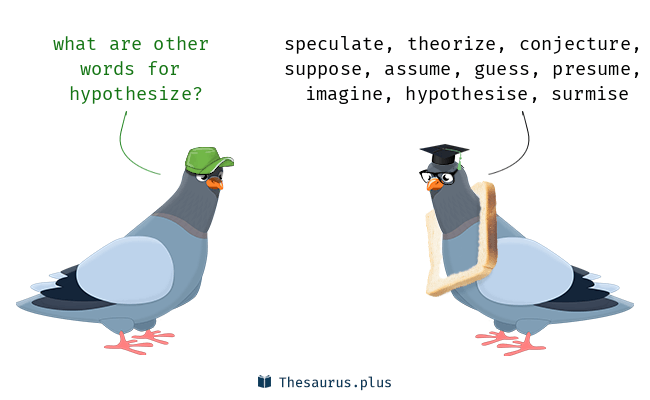 what are other
words for
hypothesize?
speculate, theorize, conjecture,
suppose, assume, guess, presume,
imagine, hypothesise, surmise
Thesaurus.plus